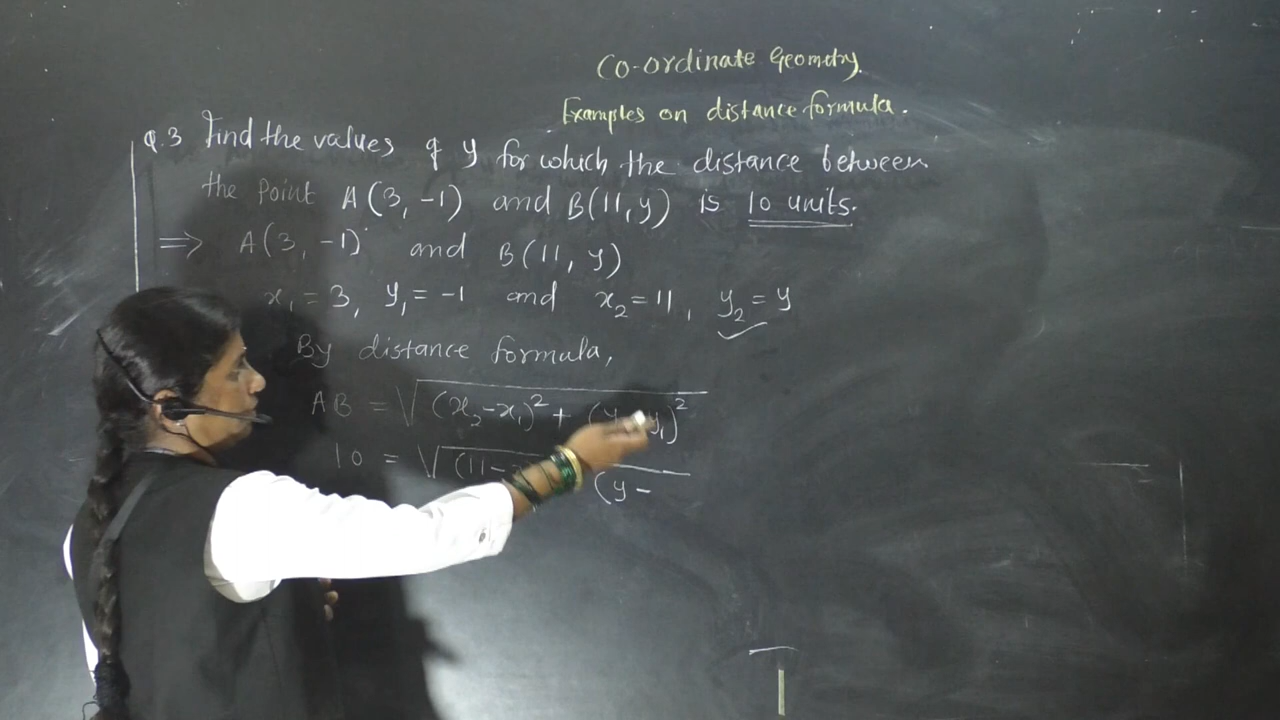 Co-ordinate Geometry.
Examples on distance formula.
Q.3 Find the values of y for which the distance between
the point A(3, -1) and B(11, y) is 10 units.
⇒ A(3, -1) and B(11, y)
x₁ = 3, y₁ = -1 and x₂ = 11, y₂ = y
By distance formula,
AB = √(x₂-x₁)² + (y y₁)²
10 = √(11- (y -